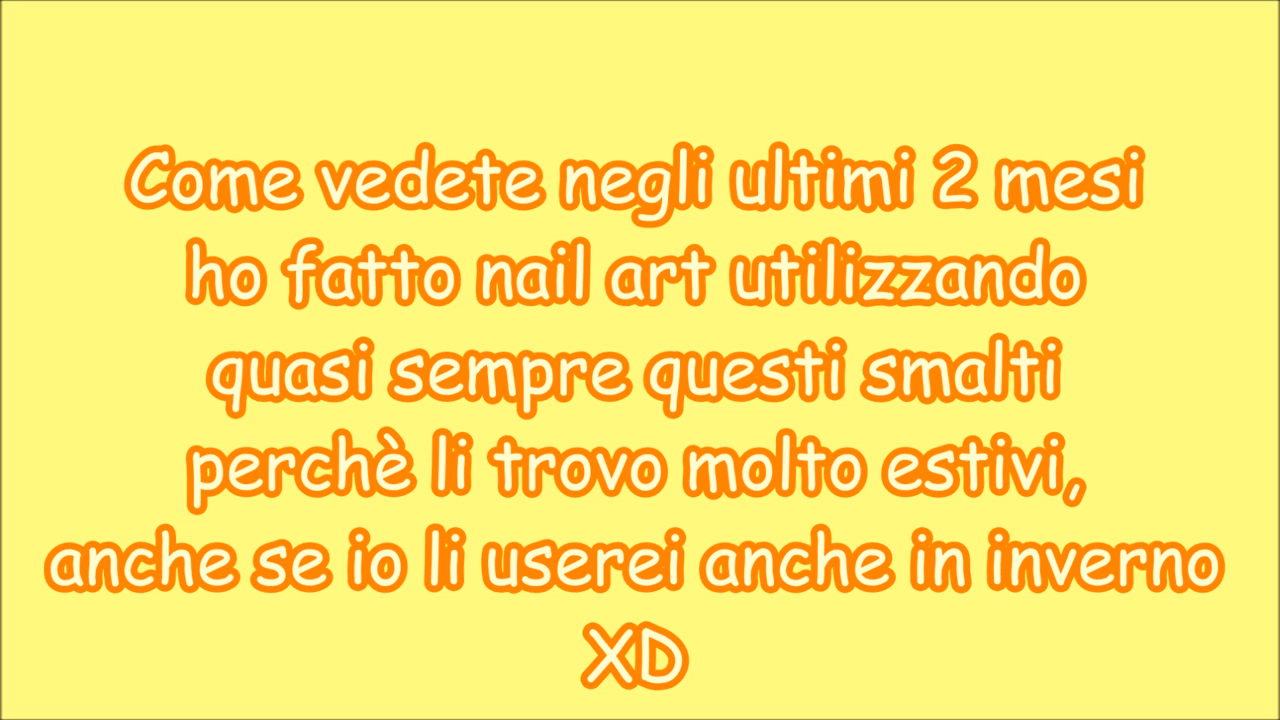 Come vedete negli ultimi 2 mesi
ho fatto nail art utilizzando
quasi sempre questi smalti
perchè li trovo molto estivi,
anche se io li userei anche in inverno
XD